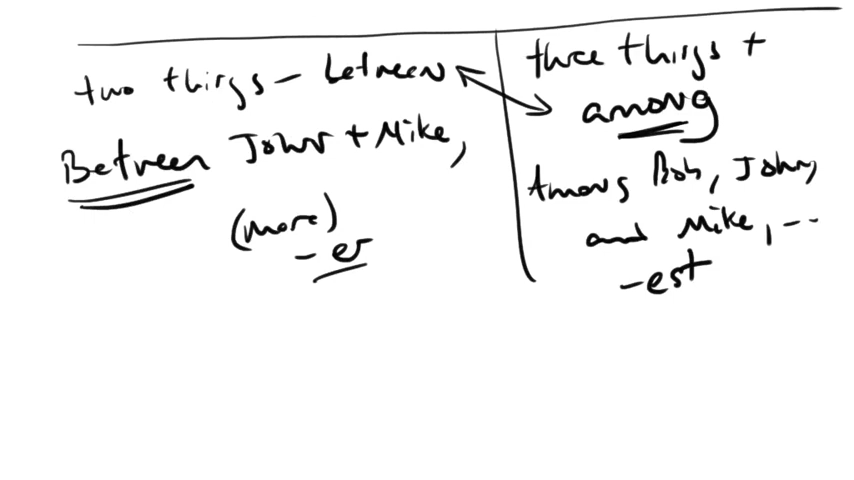 two things - between
Between John + Mike,
(more)
-er
three things +
among
Among Bob, John,
and Mike, --
-est